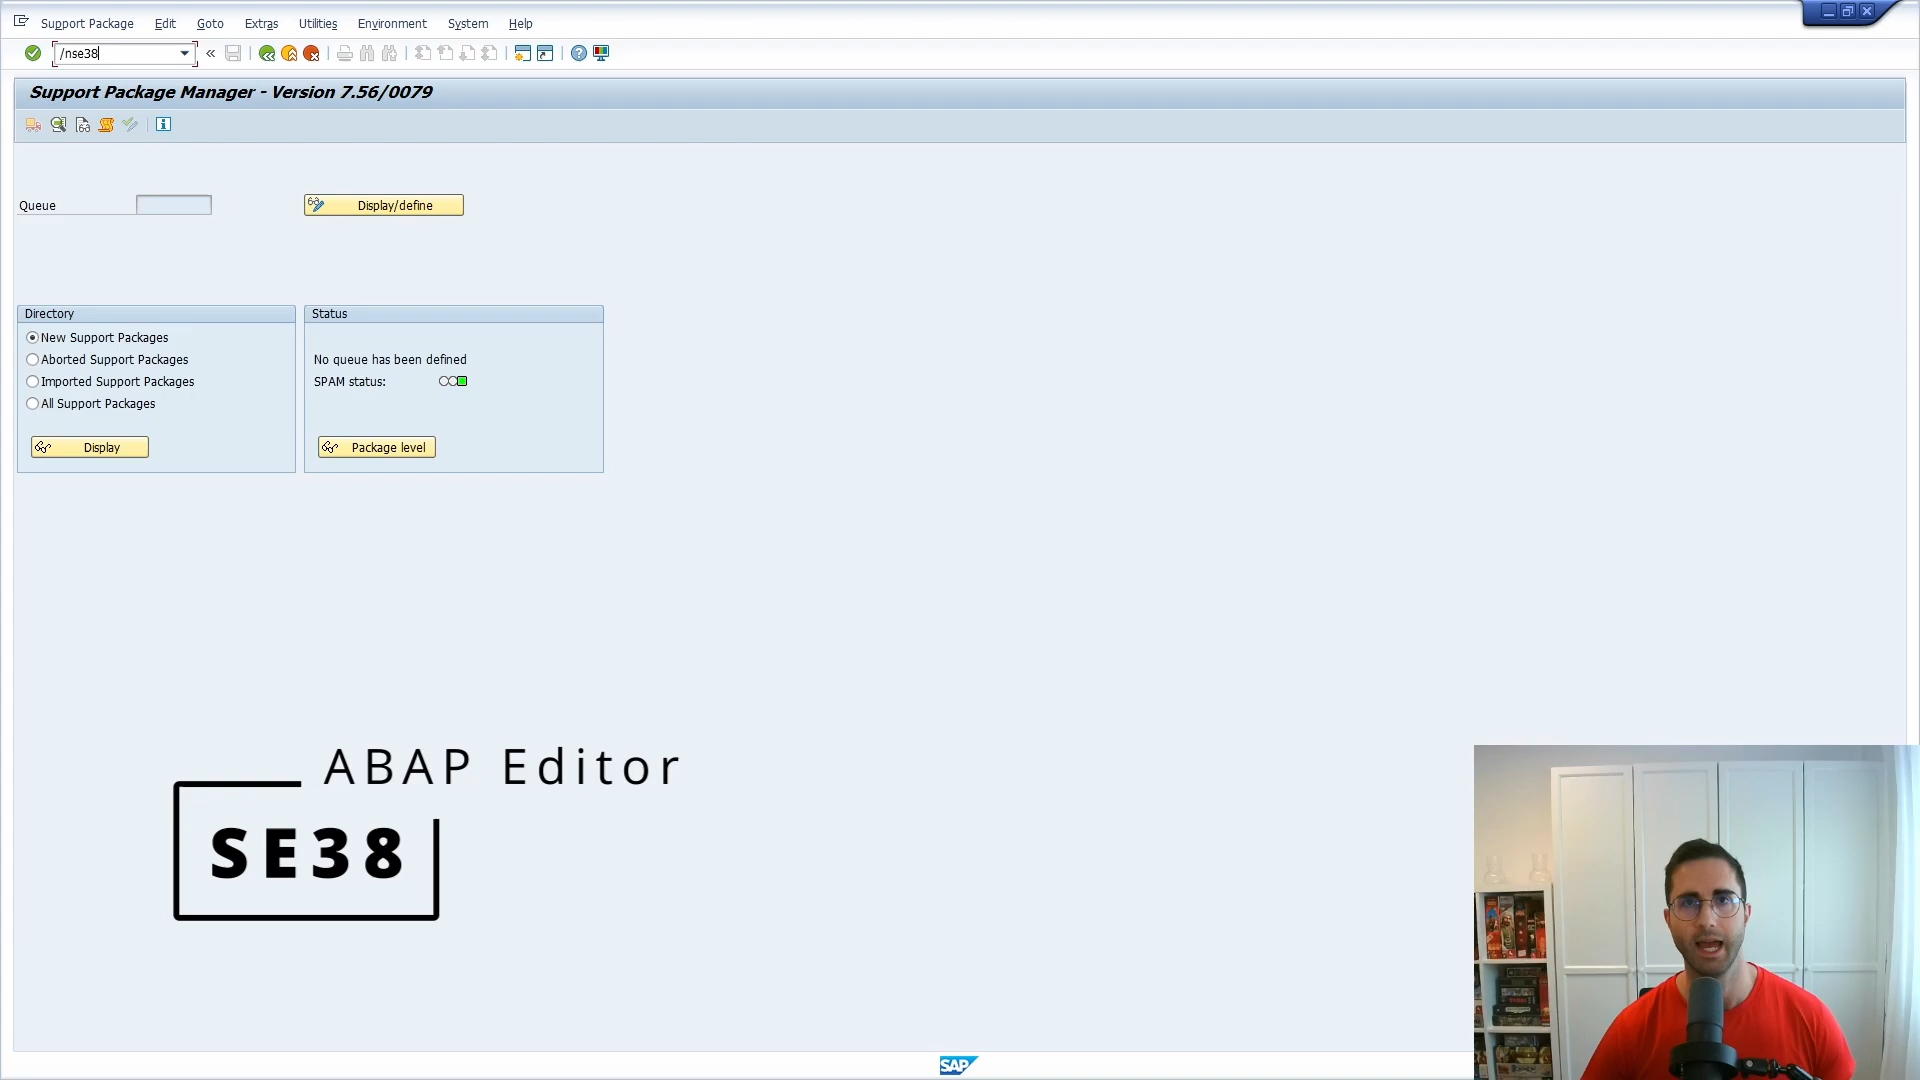 Support Package Edit Goto Extras Utilities Environment System Help
/nse38
Support Package Manager - Version 7.56/0079
Queue
Display/define
Directory
New Support Packages
Aborted Support Packages
Imported Support Packages
All Support Packages
Display
Status
No queue has been defined
SPAM status:
Package level
ABAP Editor
SE38
SAP